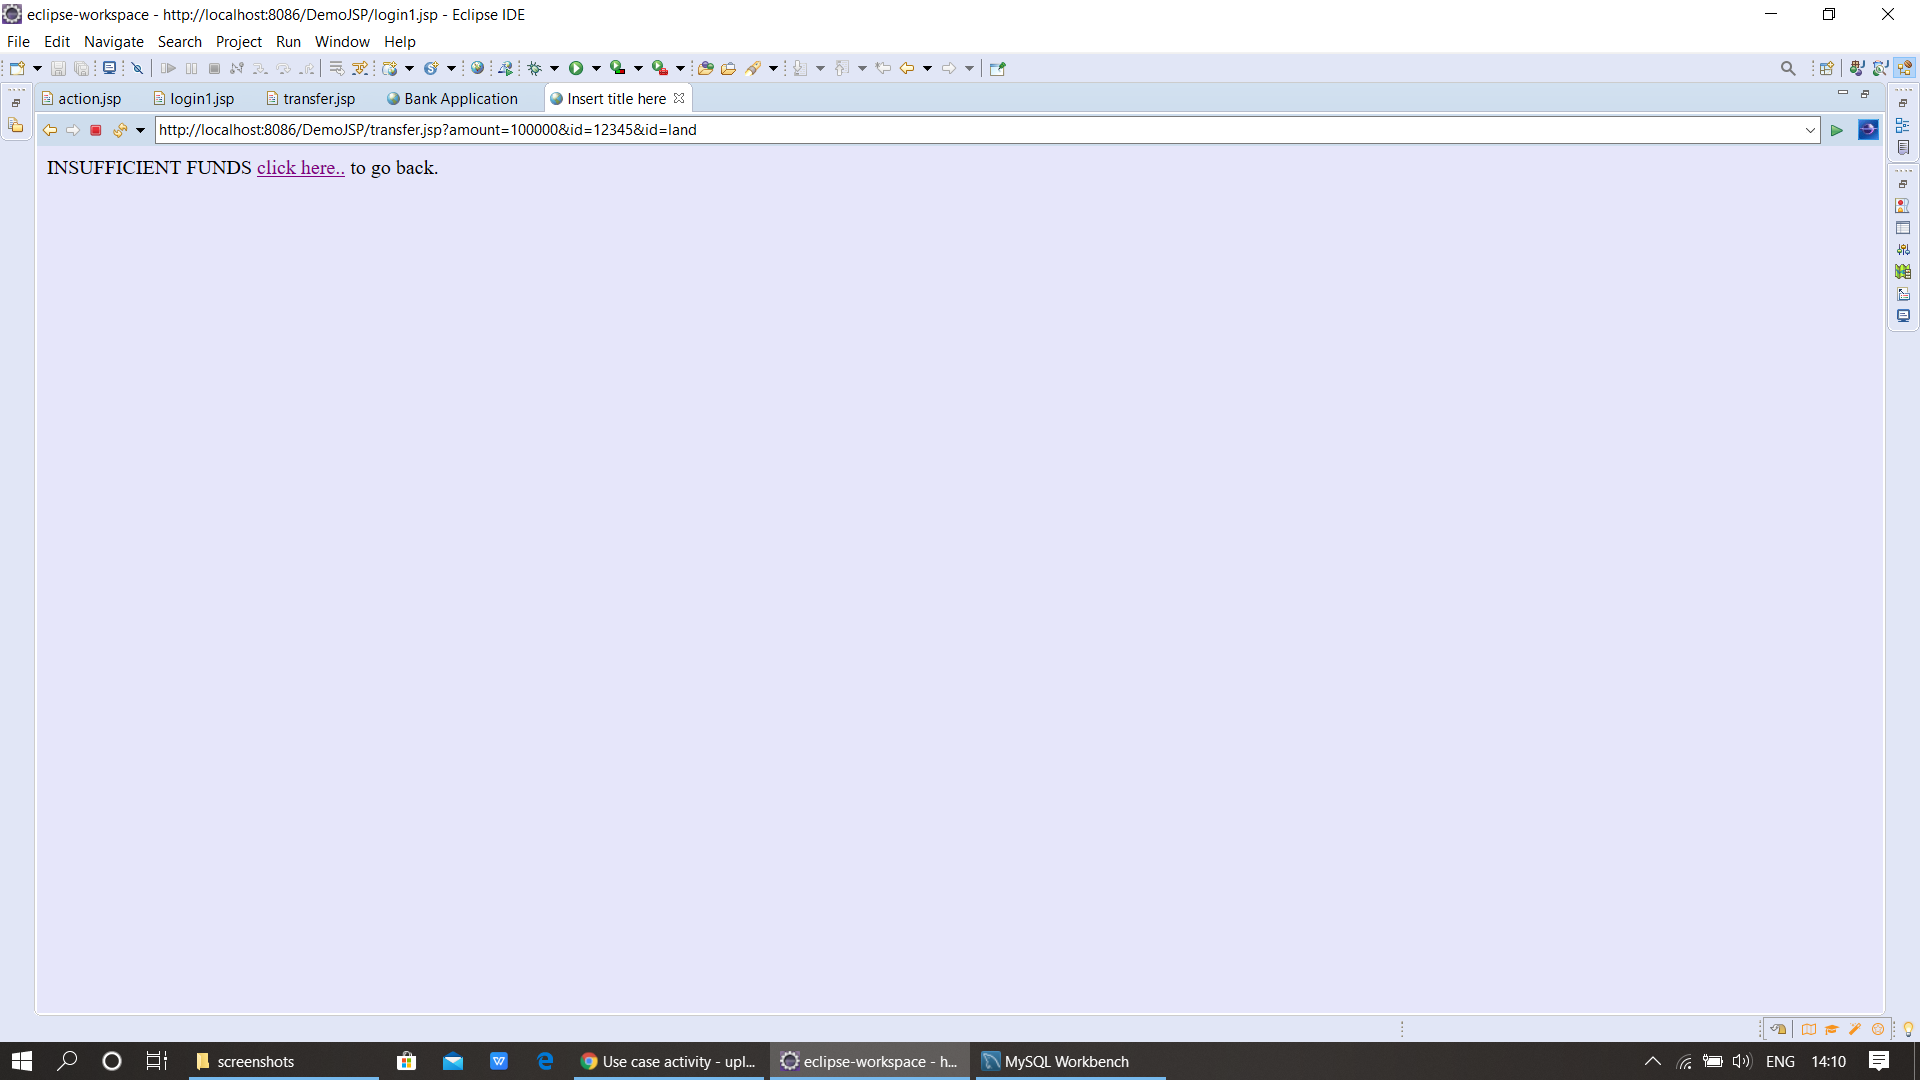 eclipse-workspace - http://localhost:8086/DemoJSP/login1.jsp - Eclipse IDE
File Edit Navigate Search Project Run Window Help
action.jsp login1.jsp transfer.jsp Bank Application Insert title here
http://localhost:8086/DemoJSP/transfer.jsp?amount=100000&id=12345&id=land
INSUFFICIENT FUNDS click here.. to go back.
screenshots Use case activity - upl... eclipse-workspace - h... MySQL Workbench ENG 14:10